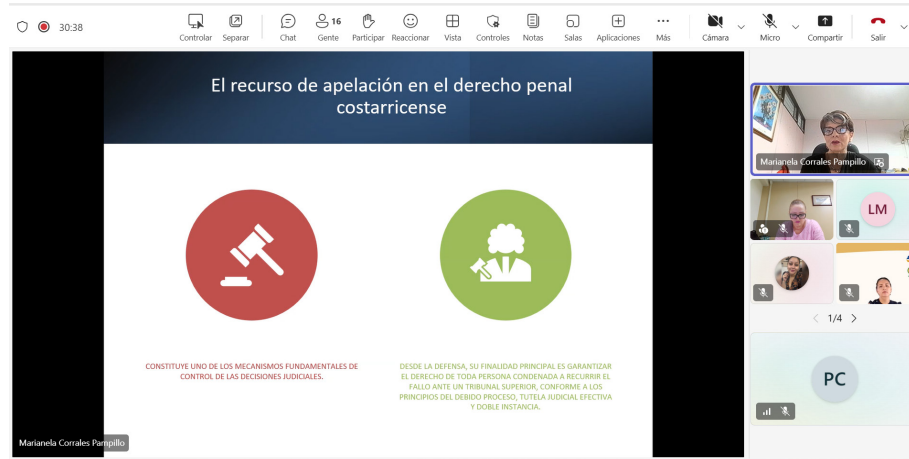 30:38
16
Controlar Separar Chat Gente Participar Reaccionar Vista Controles Notas Salas Aplicaciones Más Cámara Micro Compartir Salir
El recurso de apelación en el derecho penal
costarricense
CONSTITUYE UNO DE LOS MECANISMOS FUNDAMENTALES DE
CONTROL DE LAS DECISIONES JUDICIALES.
DESDE LA DEFENSA, SU FINALIDAD PRINCIPAL ES GARANTIZAR
EL DERECHO DE TODA PERSONA CONDENADA A RECURRIR EL
FALLO ANTE UN TRIBUNAL SUPERIOR, CONFORME A LOS
PRINCIPIOS DEL DEBIDO PROCESO, TUTELA JUDICIAL EFECTIVA
Y DOBLE INSTANCIA.
Marianela Corrales Pampillo
Marianela Corrales Pampillo
LM
1/4
PC